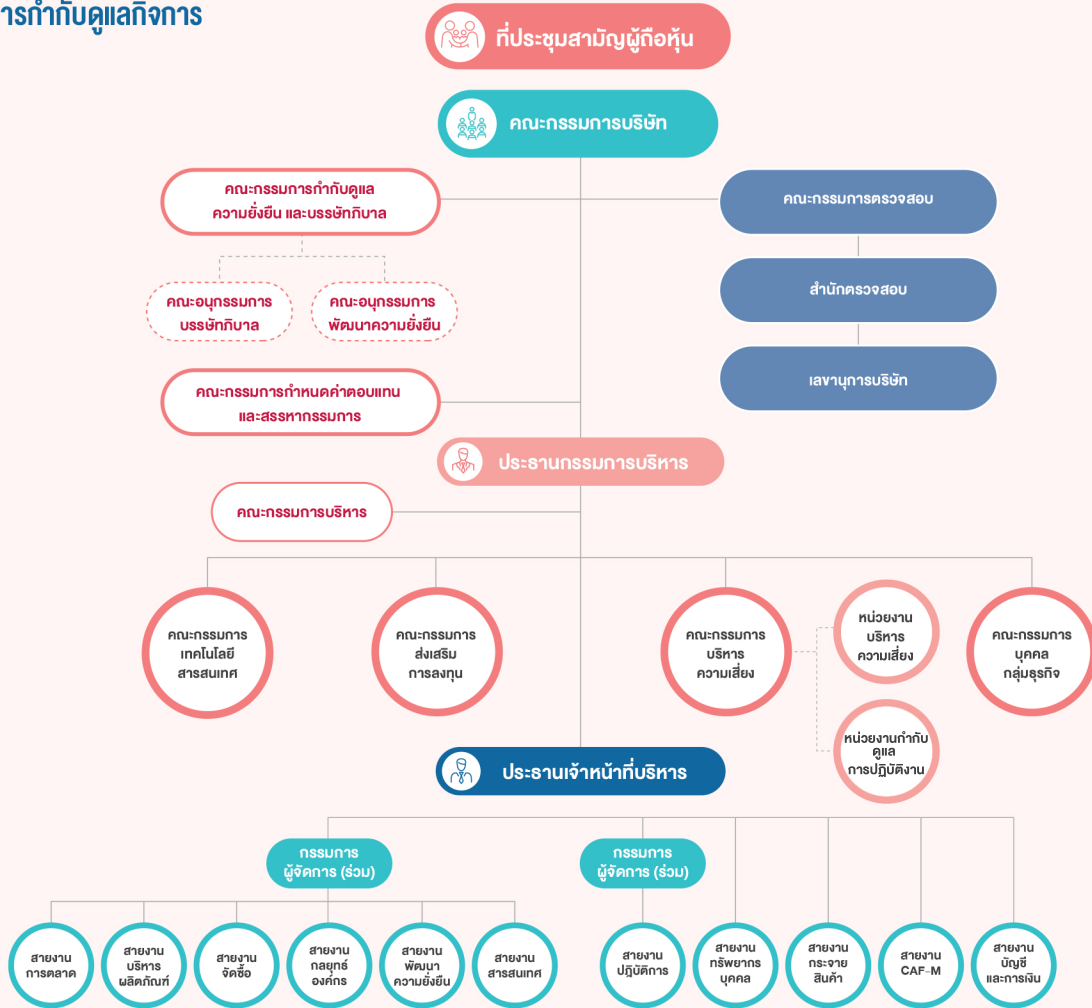 ารกำกับดูแลกิจการ
ที่ประชุมสามัญผู้ถือหุ้น
คณะกรรมการบริษัท
คณะกรรมการกำกับดูแล
ความยั่งยืน และบรรษัทภิบาล
คณะกรรมการตรวจสอบ
คณะอนุกรรมการ
บรรษัทภิบาล
คณะอนุกรรมการ
พัฒนาความยั่งยืน
สำนักตรวจสอบ
คณะกรรมการกำหนดค่าตอบแทน
และสรรหากรรมการ
เลขานุการบริษัท
ประธานกรรมการบริหาร
คณะกรรมการบริหาร
คณะกรรมการ
เทคโนโลยี
สารสนเทศ
คณะกรรมการ
ส่งเสริม
การลงทุน
คณะกรรมการ
บริหาร
ความเสี่ยง
หน่วยงาน
บริหาร
ความเสี่ยง
หน่วยงานกำกับ
ดูแล
การปฏิบัติงาน
คณะกรรมการ
บุคคล
กลุ่มธุรกิจ
ประธานเจ้าหน้าที่บริหาร
กรรมการ
ผู้จัดการ (ร่วม)
กรรมการ
ผู้จัดการ (ร่วม)
สายงาน
การตลาด
สายงาน
บริหาร
ผลิตภัณฑ์
สายงาน
จัดซื้อ
สายงาน
กลยุทธ์
องค์กร
สายงาน
พัฒนา
ความยั่งยืน
สายงาน
สารสนเทศ
สายงาน
ปฏิบัติการ
สายงาน
ทรัพยากร
บุคคล
สายงาน
กระจาย
สินค้า
สายงาน
CAF-M
สายงาน
บัญชี
และการเงิน